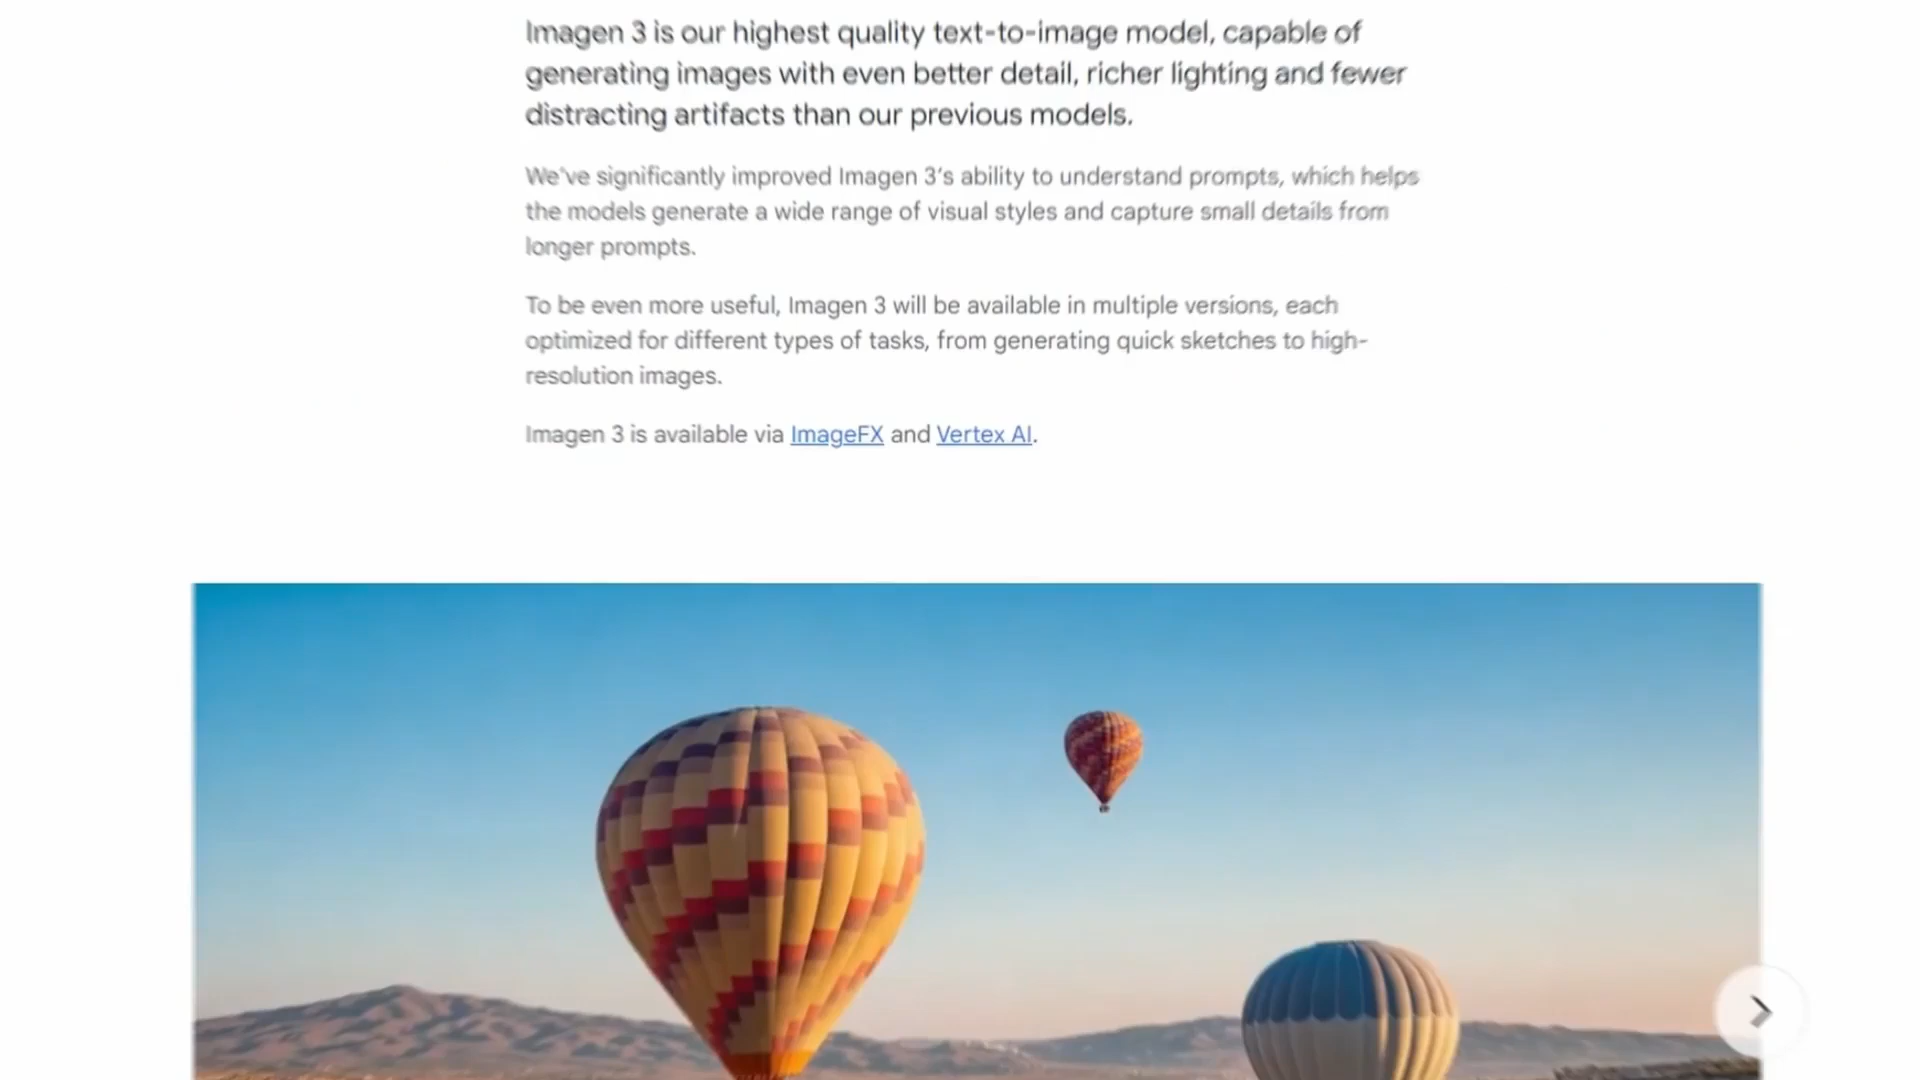 Imagen 3 is our highest quality text-to-image model, capable of
generating images with even better detail, richer lighting and fewer
distracting artifacts than our previous models.
We've significantly improved Imagen 3's ability to understand prompts, which helps
the models generate a wide range of visual styles and capture small details from
longer prompts.
To be even more useful, Imagen 3 will be available in multiple versions, each
optimized for different types of tasks, from generating quick sketches to high-
resolution images.
Imagen 3 is available via ImageFX and Vertex AI.